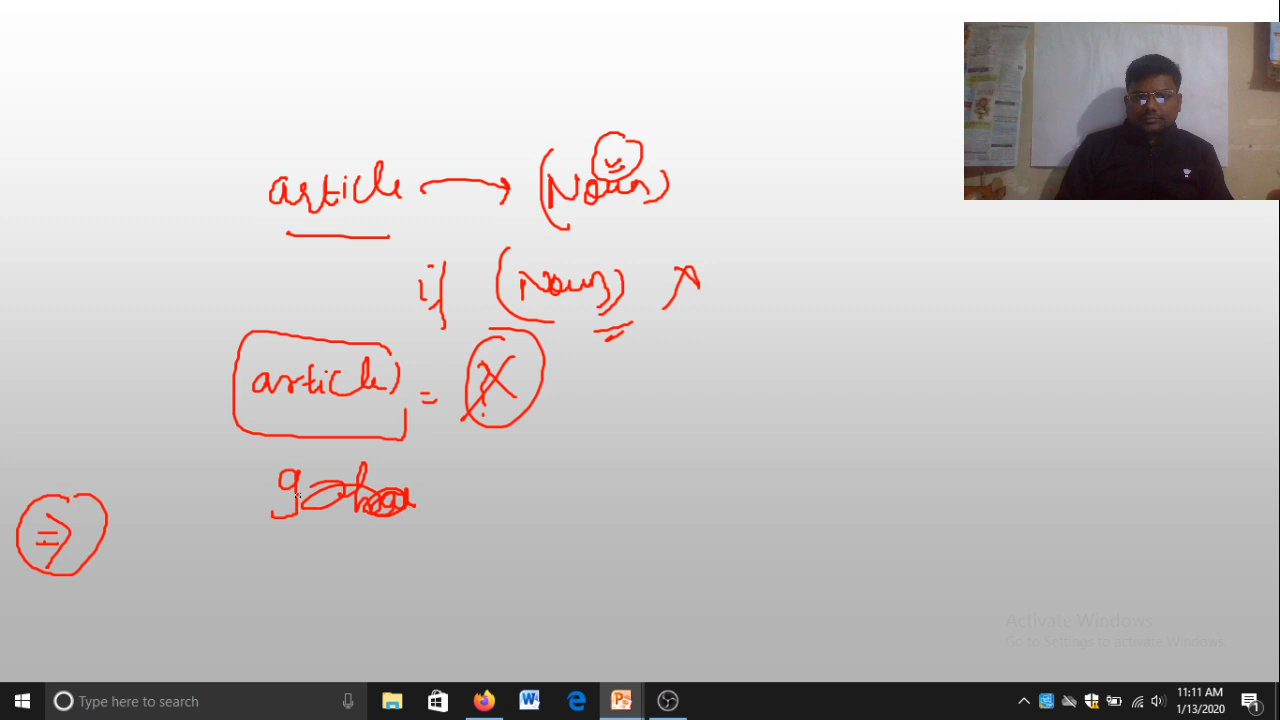 article → (Noun)
if (Noun) ✗
article = ✗
⇒
Activate Windows
Go to Settings to activate Windows.
Type here to search
11:11 AM
1/13/2020